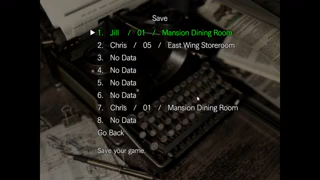 Save
1. Jill / 01 / Mansion Dining Room
2. Chris / 05 / East Wing Storeroom
3. No Data
4. No Data
5. No Data
6. No Data
7. Chris / 01 / Mansion Dining Room
8. No Data
Go Back
Save your game.